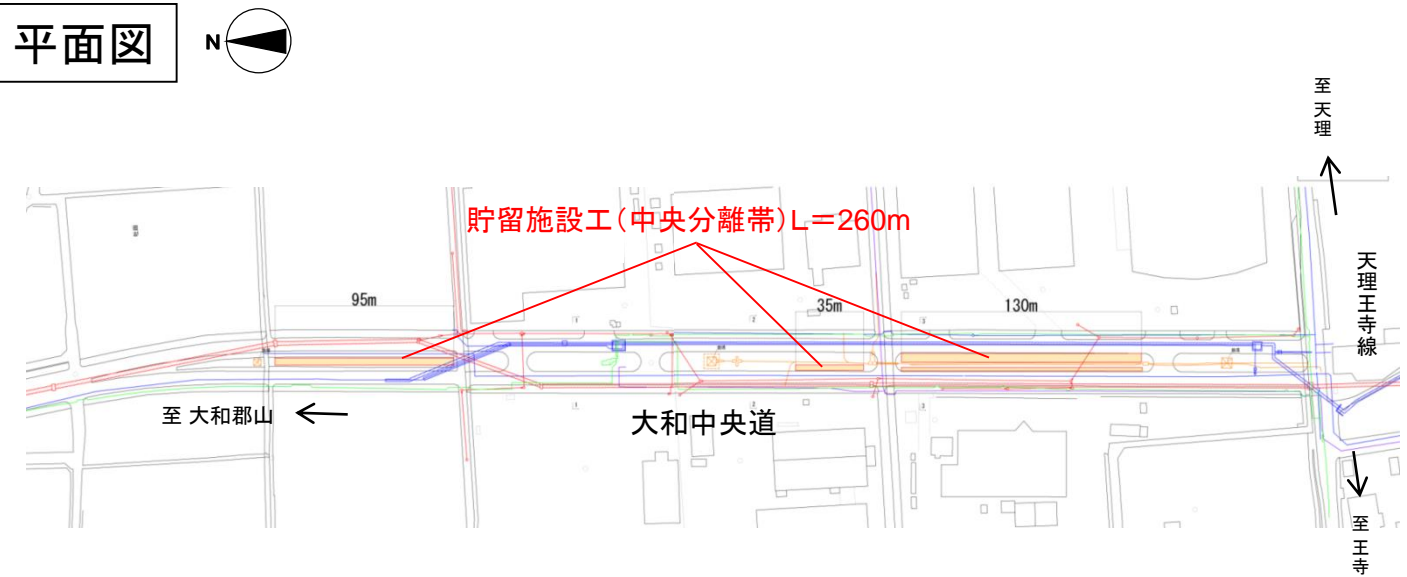 平面図
N
至 天理
貯留施設工(中央分離帯)L=260m
天理王寺線
95m
35m
130m
至 大和郡山
大和中央道
至 王寺